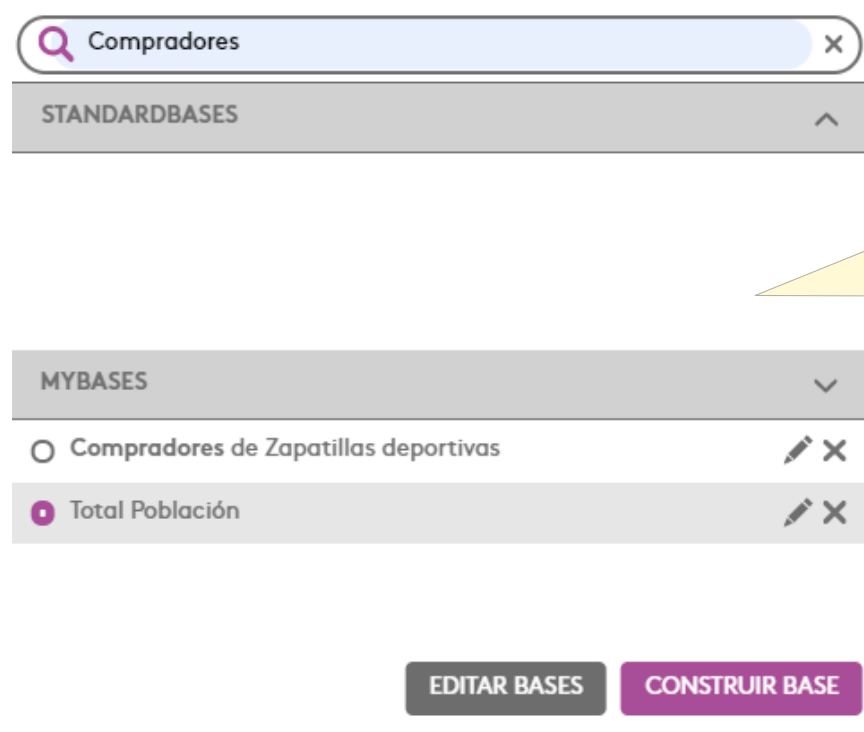 Compradores
STANDARDBASES
MYBASES
Compradores de Zapatillas deportivas
Total Población
EDITAR BASES
CONSTRUIR BASE